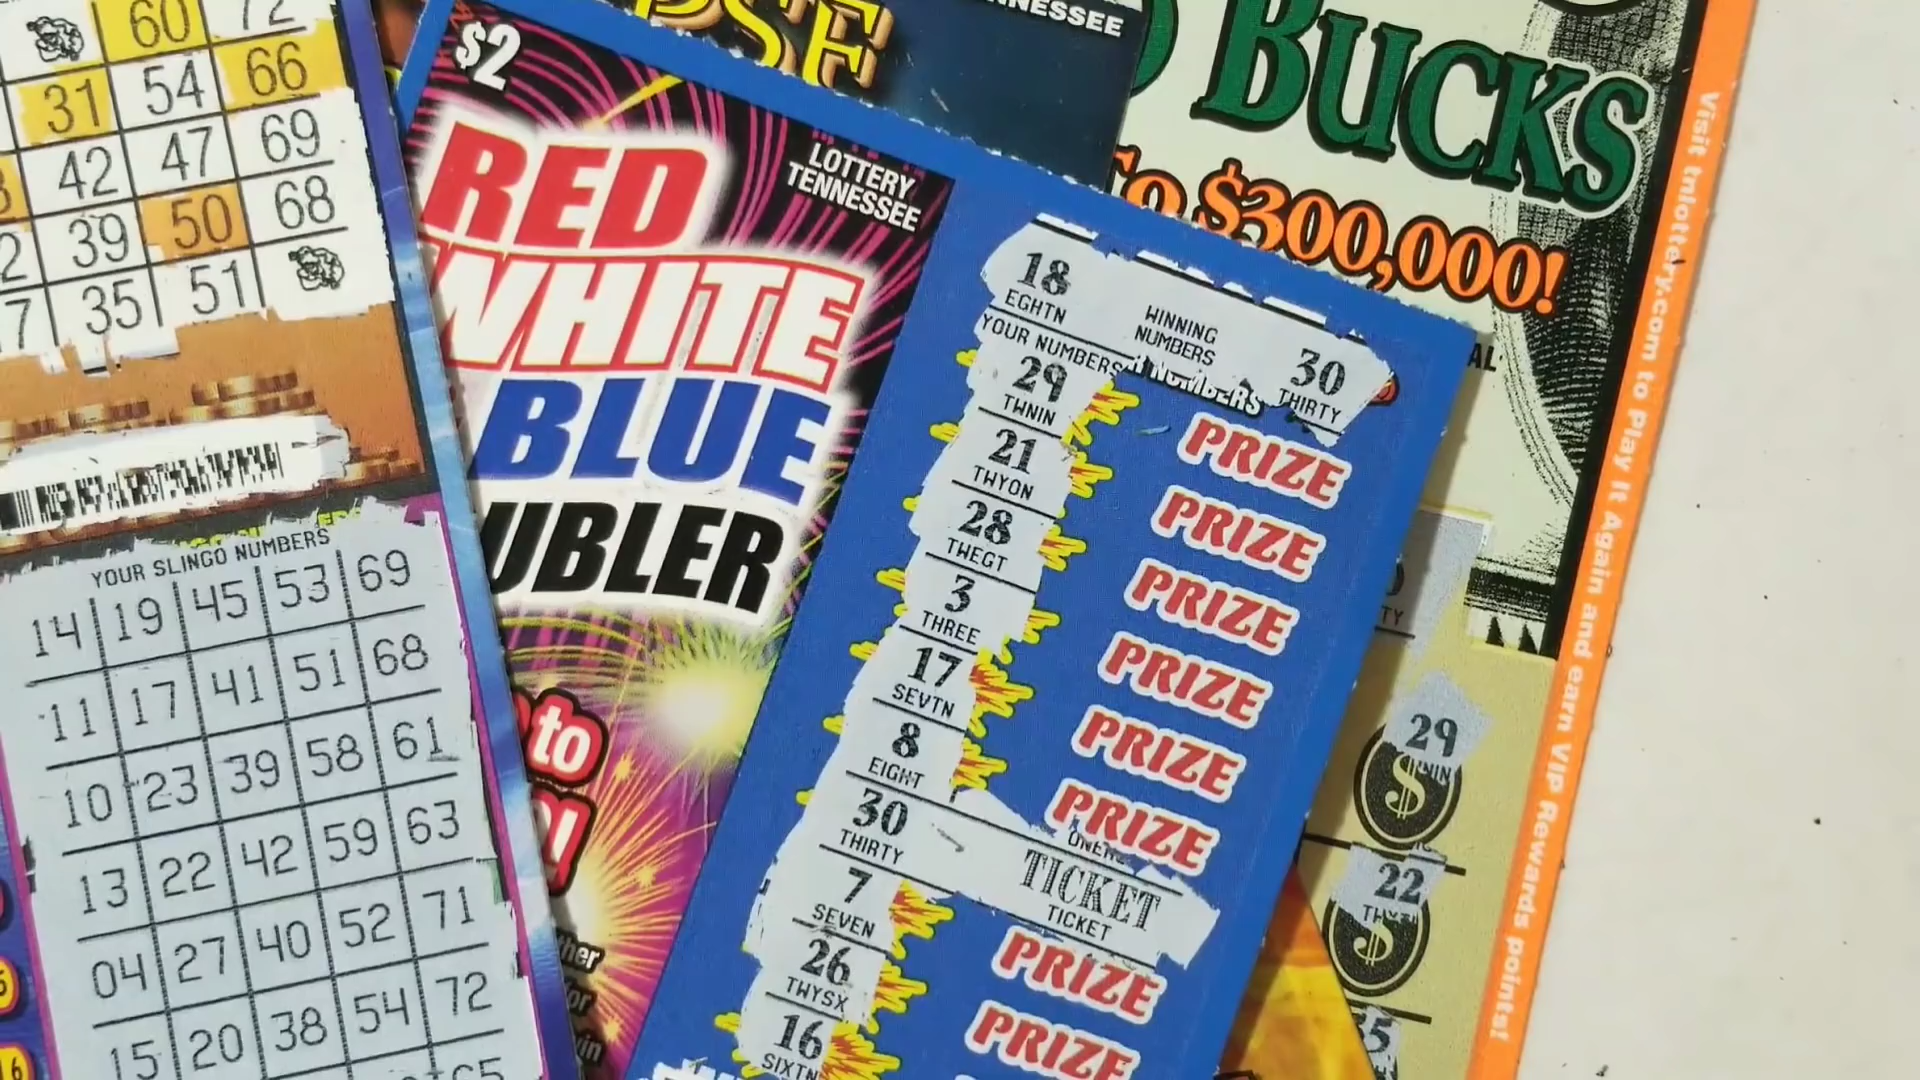 60 72
31 54 66
42 47 69
39 50 68
35 51
YOUR SLINGO NUMBERS
14 19 45 53 69
11 17 41 51 68
10 23 39 58 61
13 22 42 59 63
04 27 40 52 71
15 20 38 54 72
$2
RED
WHITE
BLUE
UBLER
LOTTERY
TENNESSEE
to
18
EGHTN
WINNING
NUMBERS
30
THIRTY
YOUR NUMBERS
29
TWNIN
PRIZE
21
TWYON
PRIZE
28
TWEGT
PRIZE
3
THREE
PRIZE
17
SEVTN
PRIZE
8
EIGHT
PRIZE
30
THIRTY
TICKET
TICKET
7
SEVEN
PRIZE
26
TWYSX
PRIZE
16
SIXTN
TENNESSEE
BUCKS
To $300,000!
29
22
Visit tnlottery.com to Play It Again and earn VIP Rewards points!